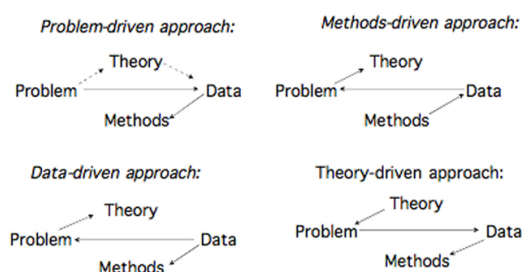 Problem-driven approach:
Theory
Problem
Data
Methods
Methods-driven approach:
Theory
Problem
Data
Methods
Data-driven approach:
Theory
Problem
Data
Methods
Theory-driven approach:
Theory
Problem
Data
Methods